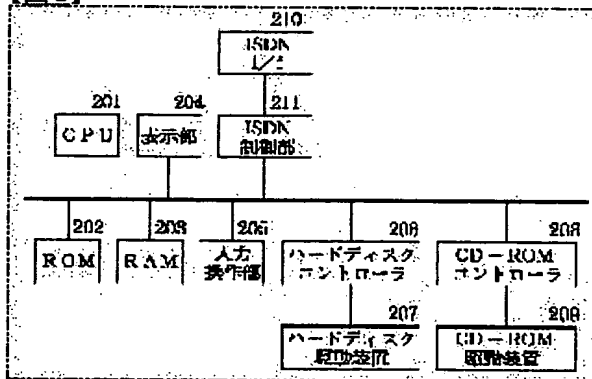 210
ISDN
I/f
201
204
211
CPU
表示部
ISDN
制御部
202
203
205
206
208
ROM
RAM
入力
操作部
ハードディスク
コントローラ
CD-ROM
コントローラ
207
209
ハードディスク
駆動装置
CD-ROM
駆動装置